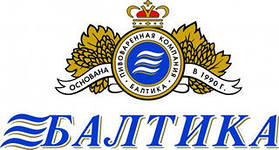 ПИВОВАРЕННАЯ КОМПАНИЯ
·БАЛТИКА·
ОСНОВАНА
В 1990 Г.
БАЛТИКА